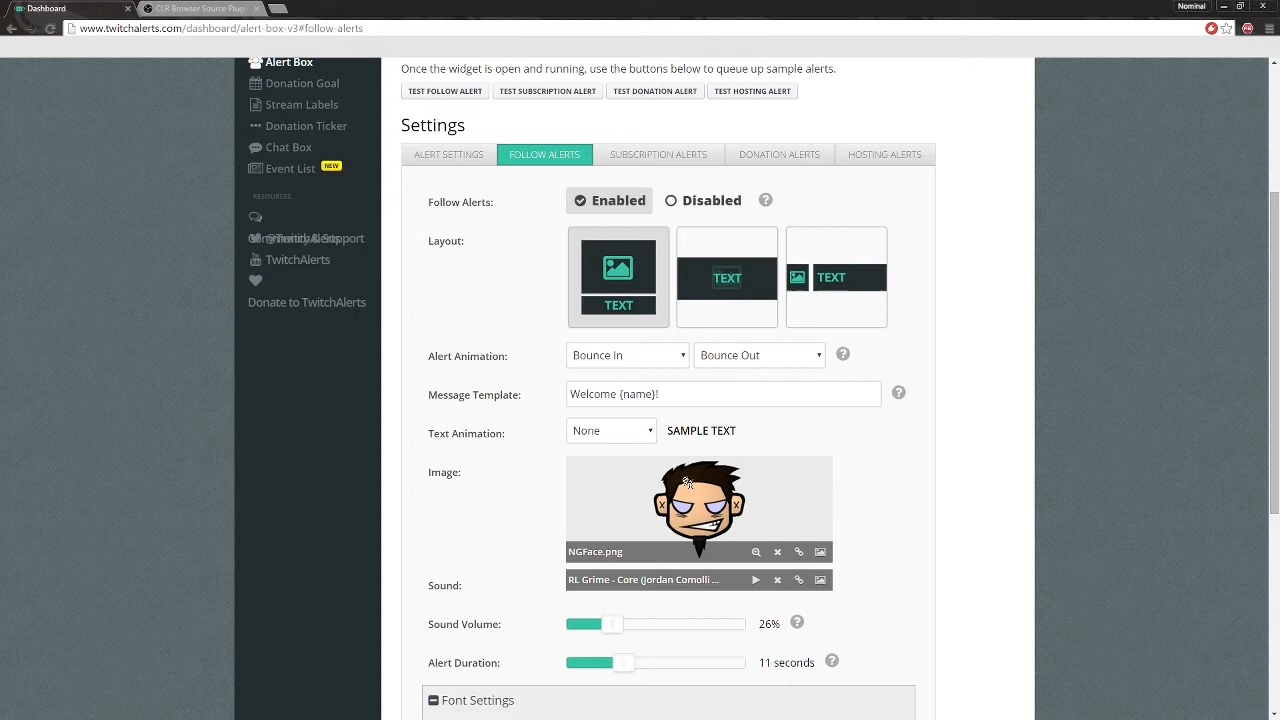 Dashboard
CLR Browser Source Plug
Nominal
www.twitchalerts.com/dashboard/alert-box-v3#follow-alerts
Alert Box
Donation Goal
Stream Labels
Donation Ticker
Chat Box
Event List NEW
RESOURCES
Community & Support
@TwitchAlerts
TwitchAlerts
Donate to TwitchAlerts
Once the widget is open and running, use the buttons below to queue up sample alerts.
TEST FOLLOW ALERT TEST SUBSCRIPTION ALERT TEST DONATION ALERT TEST HOSTING ALERT
Settings
ALERT SETTINGS FOLLOW ALERTS SUBSCRIPTION ALERTS DONATION ALERTS HOSTING ALERTS
Follow Alerts: Enabled Disabled ?
Layout:
TEXT TEXT TEXT
Alert Animation: Bounce In Bounce Out ?
Message Template: Welcome {name}! ?
Text Animation: None SAMPLE TEXT
Image:
NGFace.png
Sound: RL Grime - Core (Jordan Comolli ...
Sound Volume: 26% ?
Alert Duration: 11 seconds ?
Font Settings